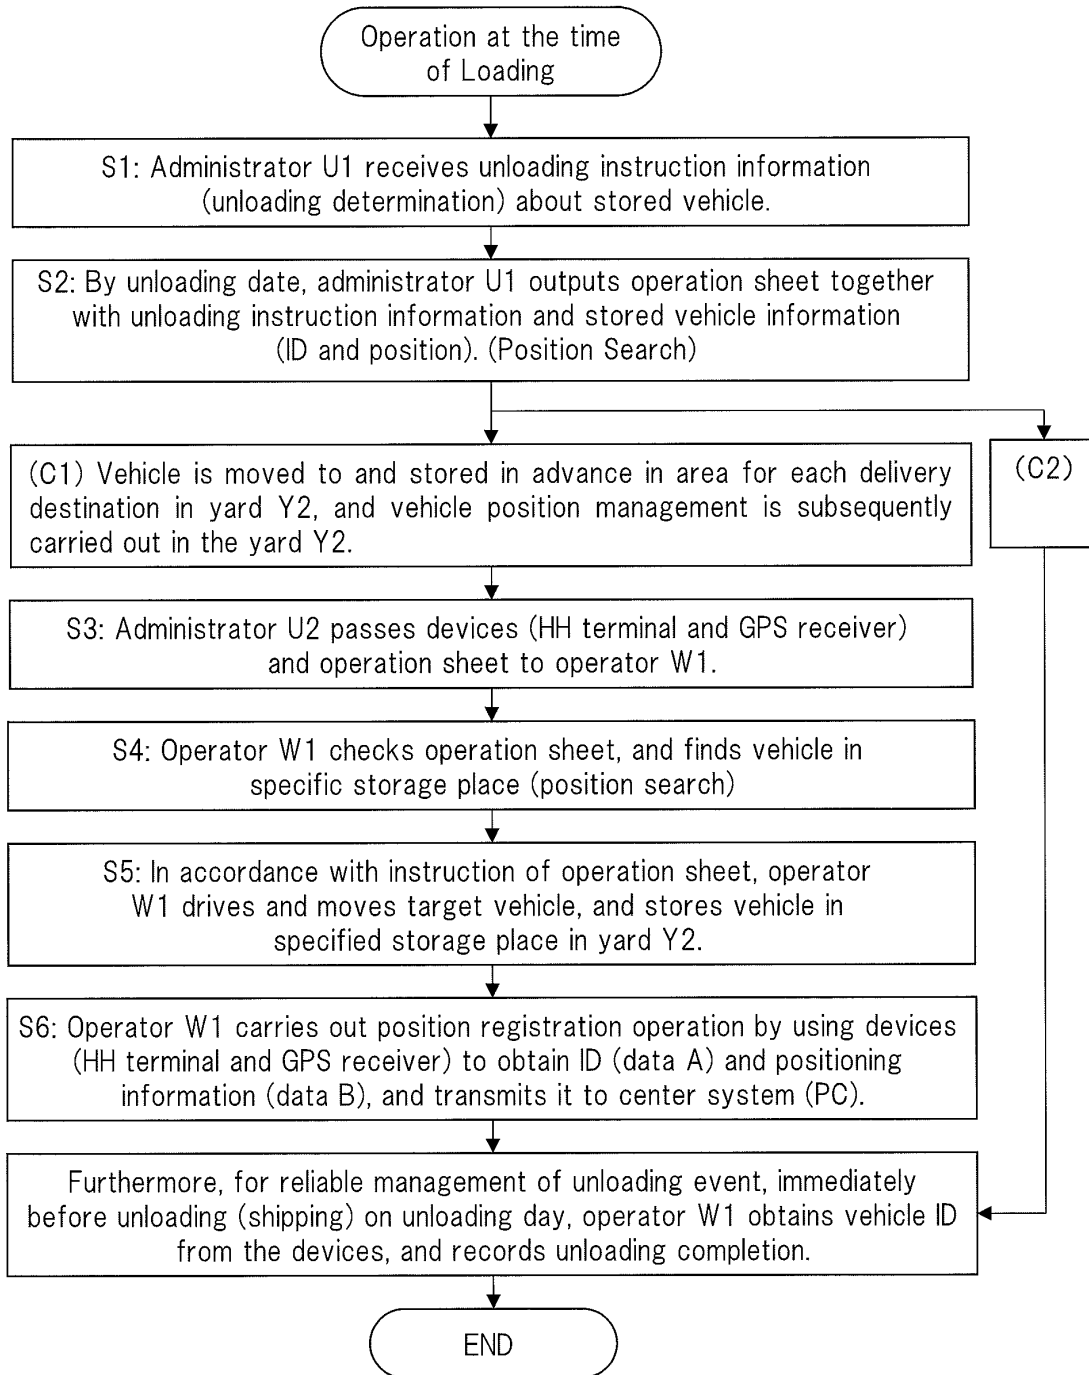 Operation at the time
of Loading
S1: Administrator U1 receives unloading instruction information
(unloading determination) about stored vehicle.
S2: By unloading date, administrator U1 outputs operation sheet together
with unloading instruction information and stored vehicle information
(ID and position). (Position Search)
(C1) Vehicle is moved to and stored in advance in area for each delivery
destination in yard Y2, and vehicle position management is subsequently
carried out in the yard Y2.
(C2)
S3: Administrator U2 passes devices (HH terminal and GPS receiver)
and operation sheet to operator W1.
S4: Operator W1 checks operation sheet, and finds vehicle in
specific storage place (position search)
S5: In accordance with instruction of operation sheet, operator
W1 drives and moves target vehicle, and stores vehicle in
specified storage place in yard Y2.
S6: Operator W1 carries out position registration operation by using devices
(HH terminal and GPS receiver) to obtain ID (data A) and positioning
information (data B), and transmits it to center system (PC).
Furthermore, for reliable management of unloading event, immediately
before unloading (shipping) on unloading day, operator W1 obtains vehicle ID
from the devices, and records unloading completion.
END